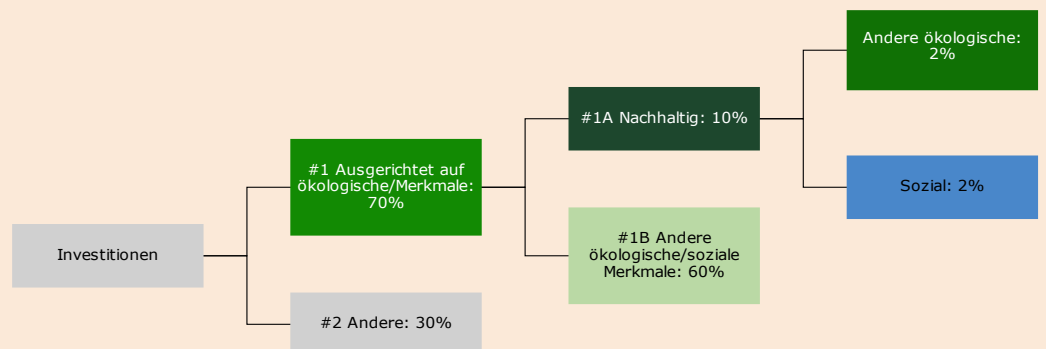 Investitionen
#1 Ausgerichtet auf
ökologische/Merkmale:
70%
#2 Andere: 30%
#1A Nachhaltig: 10%
#1B Andere
ökologische/soziale
Merkmale: 60%
Andere ökologische:
2%
Sozial: 2%